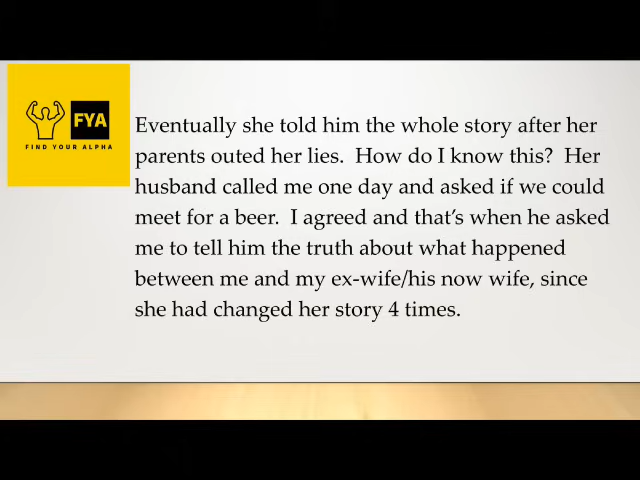 FYA
FIND YOUR ALPHA
Eventually she told him the whole story after her
parents outed her lies.  How do I know this?  Her
husband called me one day and asked if we could
meet for a beer.  I agreed and that’s when he asked
me to tell him the truth about what happened
between me and my ex-wife/his now wife, since
she had changed her story 4 times.